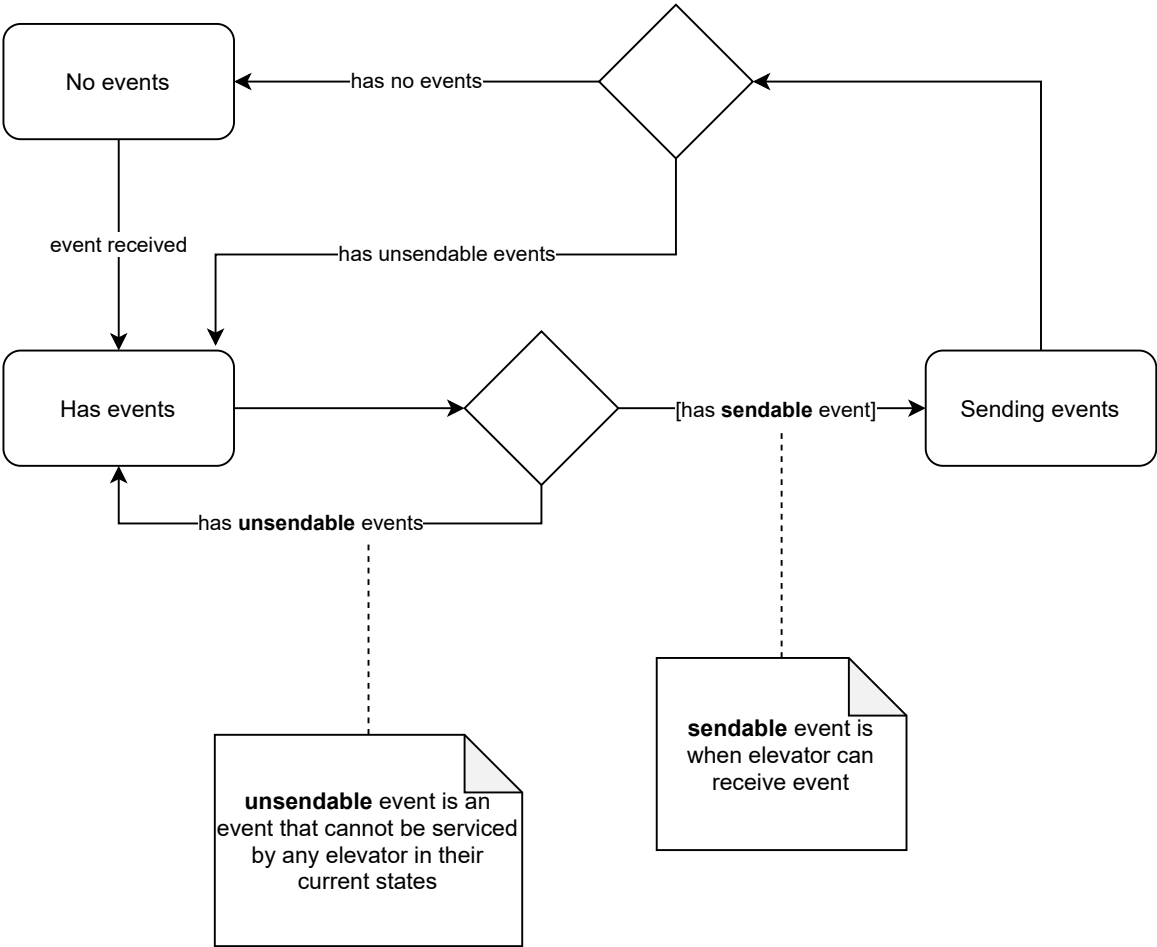 No events
has no events
event received
has unsendable events
Has events
[has sendable event]
Sending events
has unsendable events
sendable event is
when elevator can
receive event
unsendable event is an
event that cannot be serviced
by any elevator in their
current states